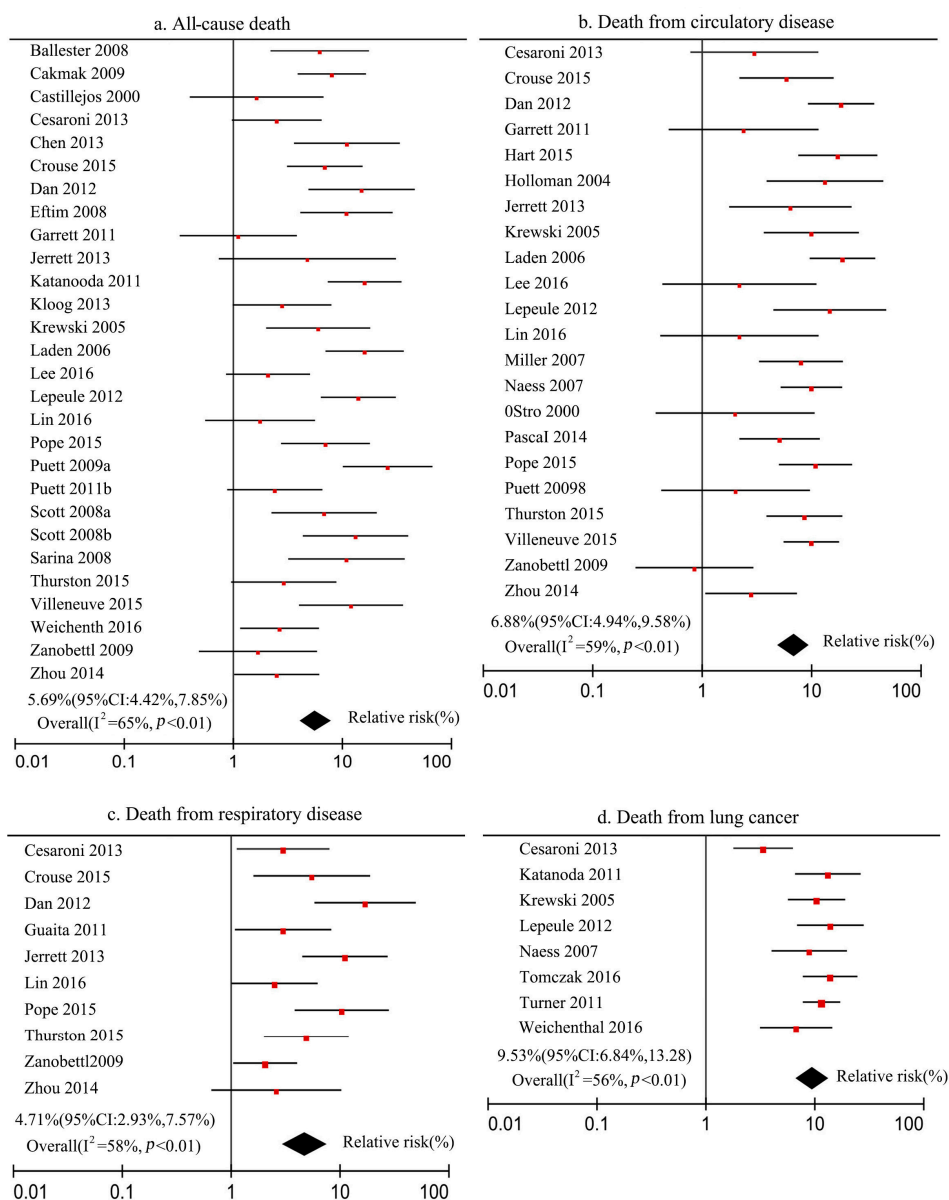 a. All-cause death
Ballester 2008
Cakmak 2009
Castillejos 2000
Cesaroni 2013
Chen 2013
Crouse 2015
Dan 2012
Eftim 2008
Garrett 2011
Jerrett 2013
Katanooda 2011
Kloog 2013
Krewski 2005
Laden 2006
Lee 2016
Lepeule 2012
Lin 2016
Pope 2015
Puett 2009a
Puett 2011b
Scott 2008a
Scott 2008b
Sarina 2008
Thurston 2015
Villeneuve 2015
Weichenth 2016
Zanobettl 2009
Zhou 2014
5.69%(95%CI:4.42%,7.85%)
Overall(I²=65%, p<0.01) Relative risk(%)
0.01 0.1 1 10 100
b. Death from circulatory disease
Cesaroni 2013
Crouse 2015
Dan 2012
Garrett 2011
Hart 2015
Holloman 2004
Jerrett 2013
Krewski 2005
Laden 2006
Lee 2016
Lepeule 2012
Lin 2016
Miller 2007
Naess 2007
0Stro 2000
PascaI 2014
Pope 2015
Puett 20098
Thurston 2015
Villeneuve 2015
Zanobettl 2009
Zhou 2014
6.88%(95%CI:4.94%,9.58%)
Overall(I²=59%, p<0.01) Relative risk(%)
0.01 0.1 1 10 100
c. Death from respiratory disease
Cesaroni 2013
Crouse 2015
Dan 2012
Guaita 2011
Jerrett 2013
Lin 2016
Pope 2015
Thurston 2015
Zanobettl2009
Zhou 2014
4.71%(95%CI:2.93%,7.57%)
Overall(I²=58%, p<0.01) Relative risk(%)
0.01 0.1 1 10 100
d. Death from lung cancer
Cesaroni 2013
Katanoda 2011
Krewski 2005
Lepeule 2012
Naess 2007
Tomczak 2016
Turner 2011
Weichenthal 2016
9.53%(95%CI:6.84%,13.28)
Overall(I²=56%, p<0.01) Relative risk(%)
0.01 0.1 1 10 100